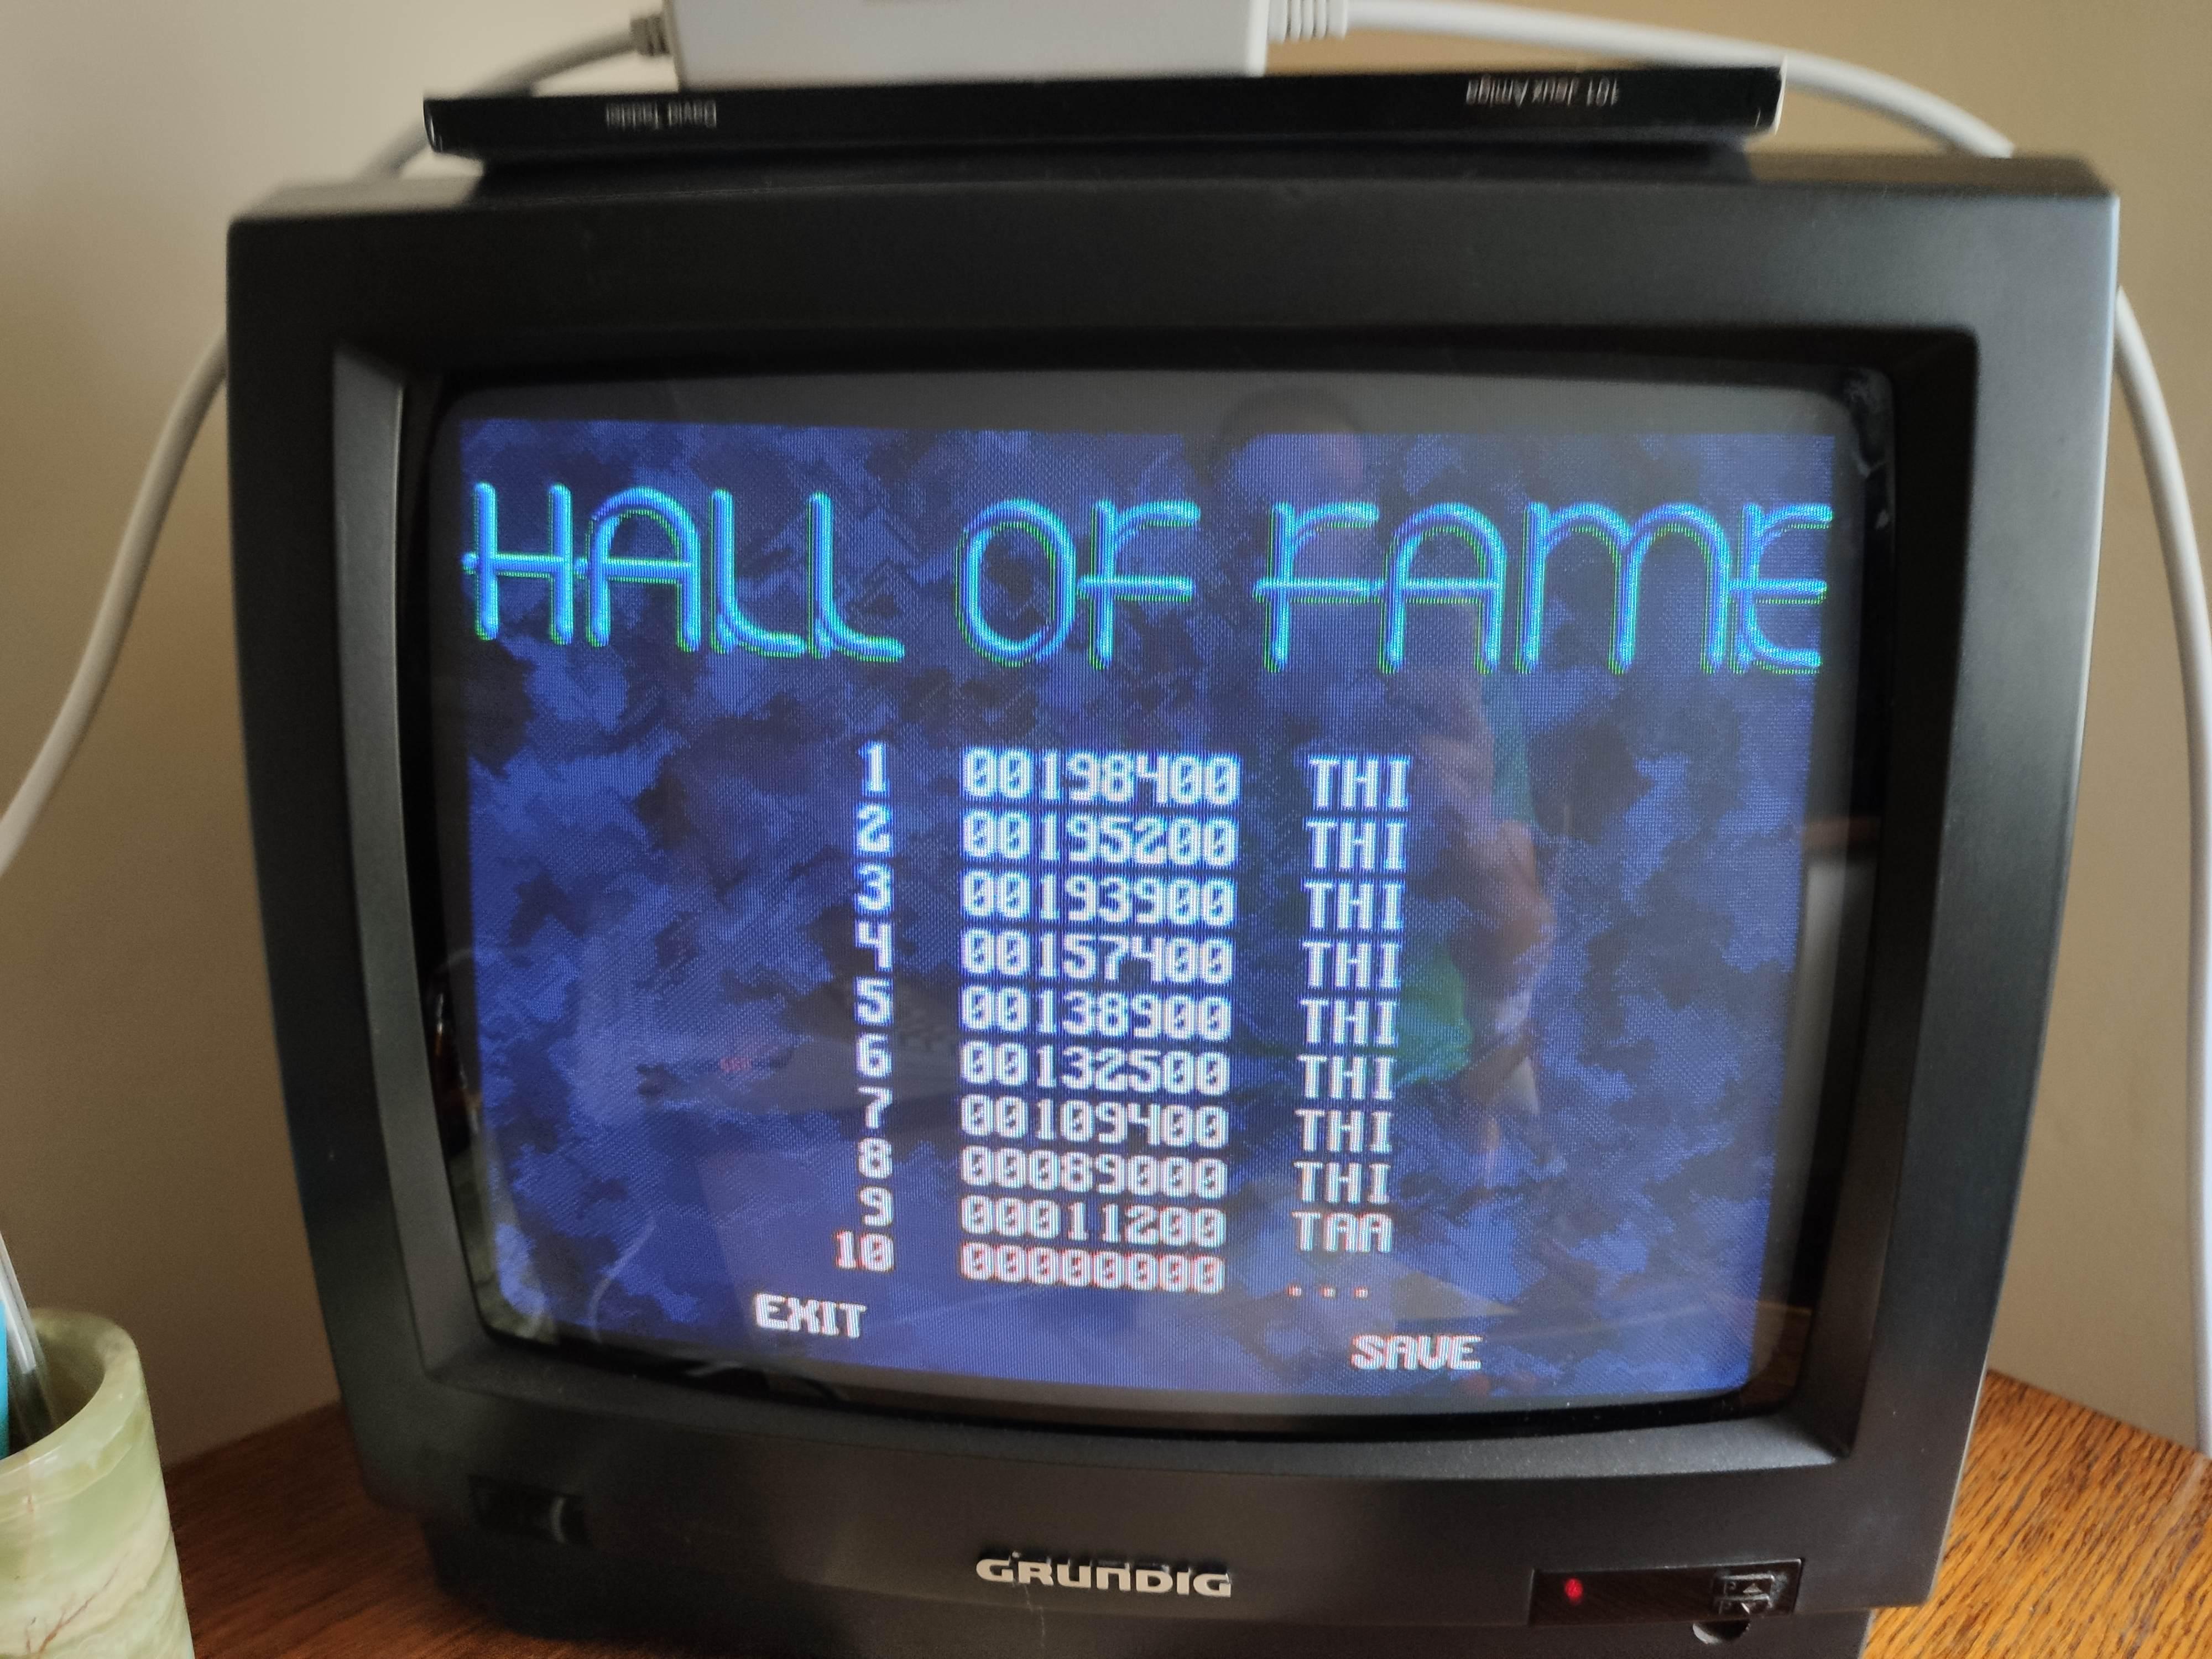 101 Jeux Amiga
David Taddei
HALL OF FAME
1 00198400 THI
2 00195200 THI
3 00193900 THI
4 00157400 THI
5 00138900 THI
6 00132500 THI
7 00109400 THI
8 00089000 THI
9 00011200 TAA
10 00000000 ...
EXIT
SAVE
GRUNDIG